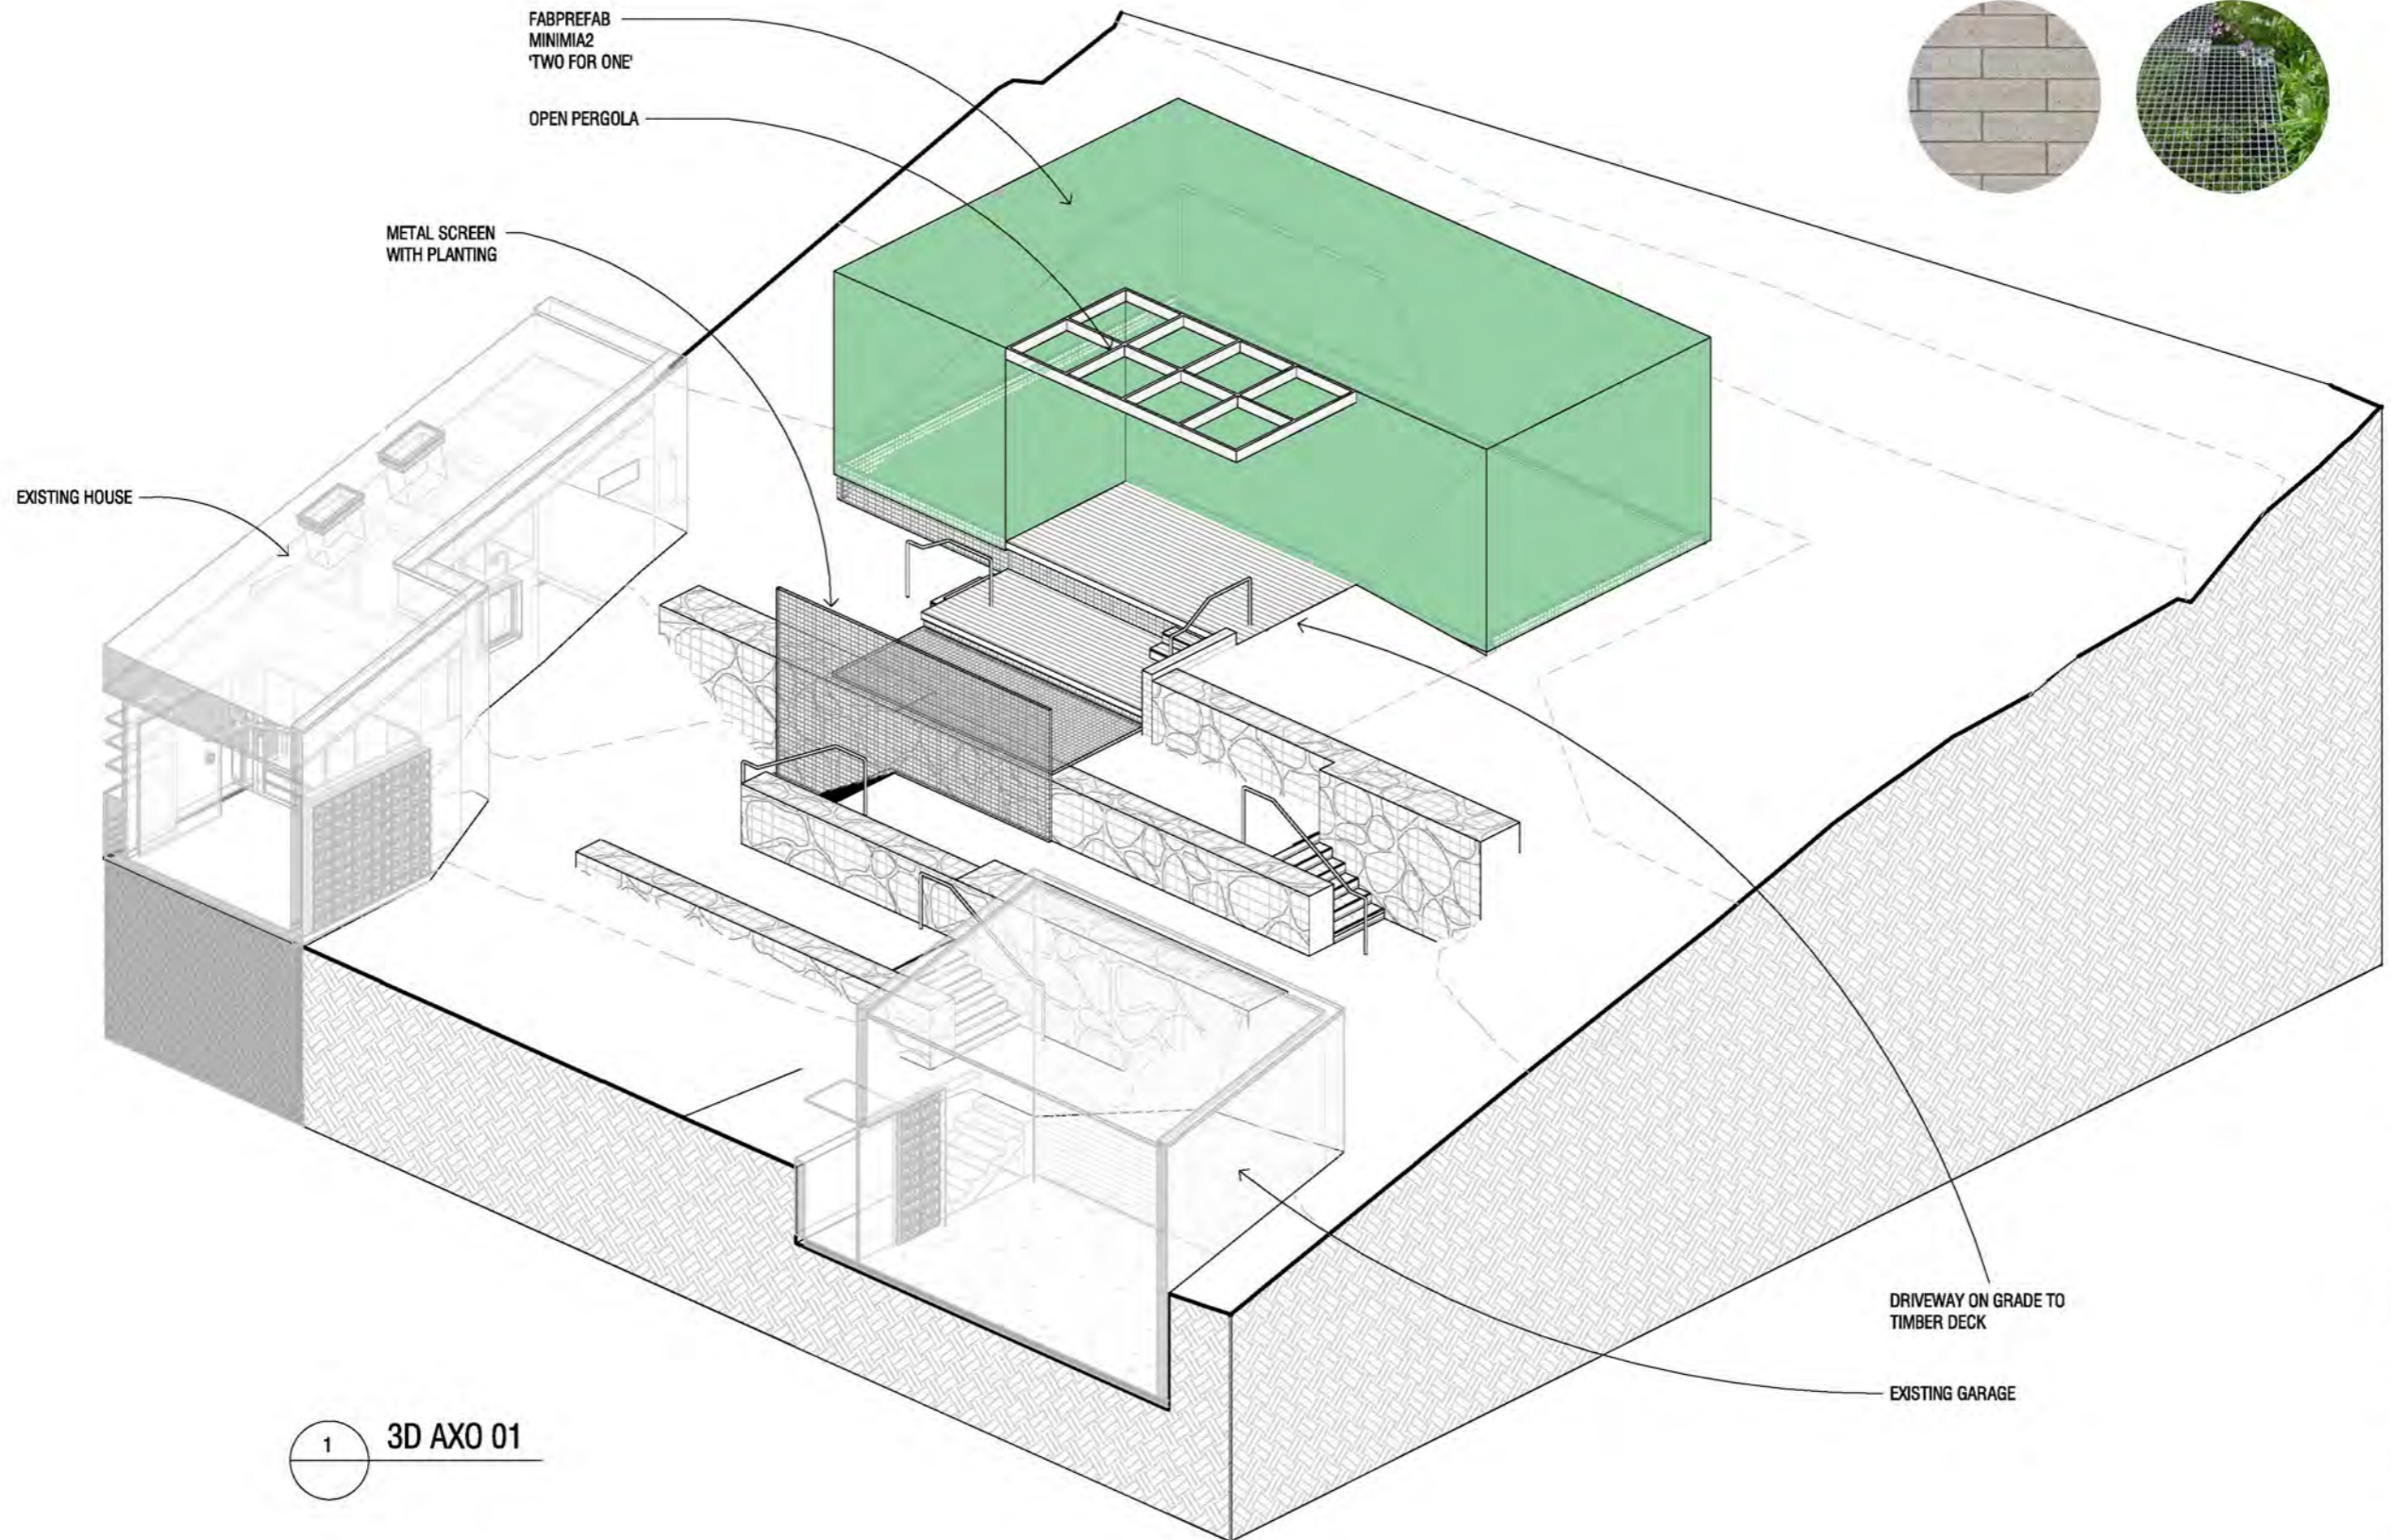 FABPREFAB
MINIMIA2
'TWO FOR ONE'
OPEN PERGOLA
METAL SCREEN
WITH PLANTING
EXISTING HOUSE
DRIVEWAY ON GRADE TO
TIMBER DECK
EXISTING GARAGE
1
3D AXO 01